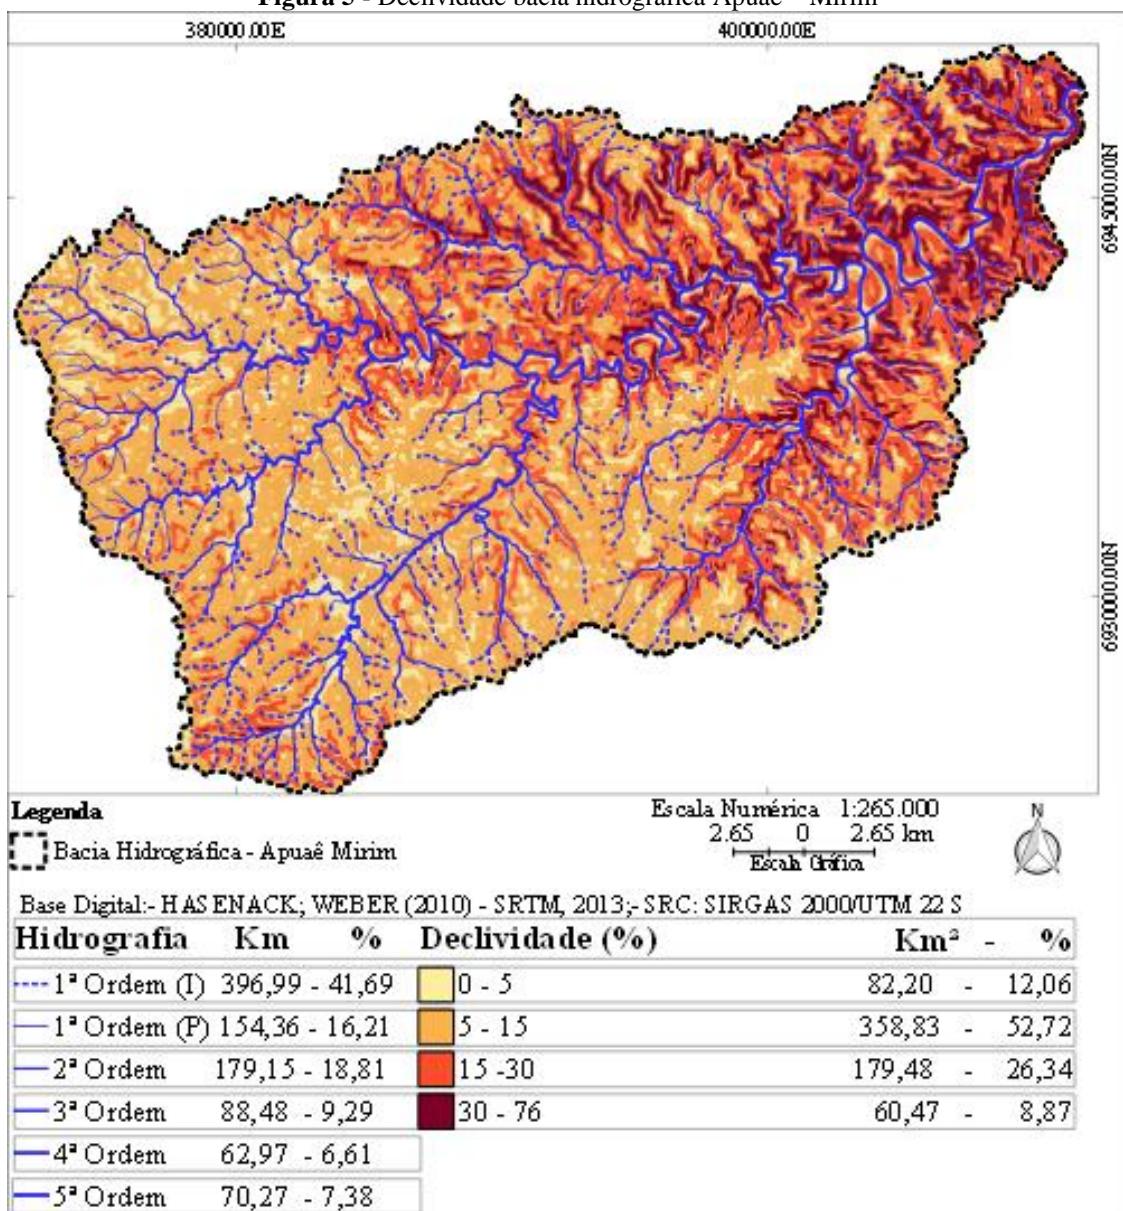 Figura 5 - Declividade bacia hidrográfica Apuaê – Mirim
380000.00E 400000.00E
6945000.00N
6930000.00N
Legenda
Bacia Hidrográfica - Apuaê Mirim
Escala Numérica 1:265.000
2.65 0 2.65 km
Escala Gráfica
N
Base Digital:- HASENACK; WEBER (2010) - SRTM, 2013;- SRC: SIRGAS 2000/UTM 22 S
Hidrografia Km % Declividade (%) Km² - %
1ª Ordem (I) 396,99 - 41,69 0 - 5 82,20 - 12,06
1ª Ordem (P) 154,36 - 16,21 5 - 15 358,83 - 52,72
2ª Ordem 179,15 - 18,81 15 -30 179,48 - 26,34
3ª Ordem 88,48 - 9,29 30 - 76 60,47 - 8,87
4ª Ordem 62,97 - 6,61
5ª Ordem 70,27 - 7,38